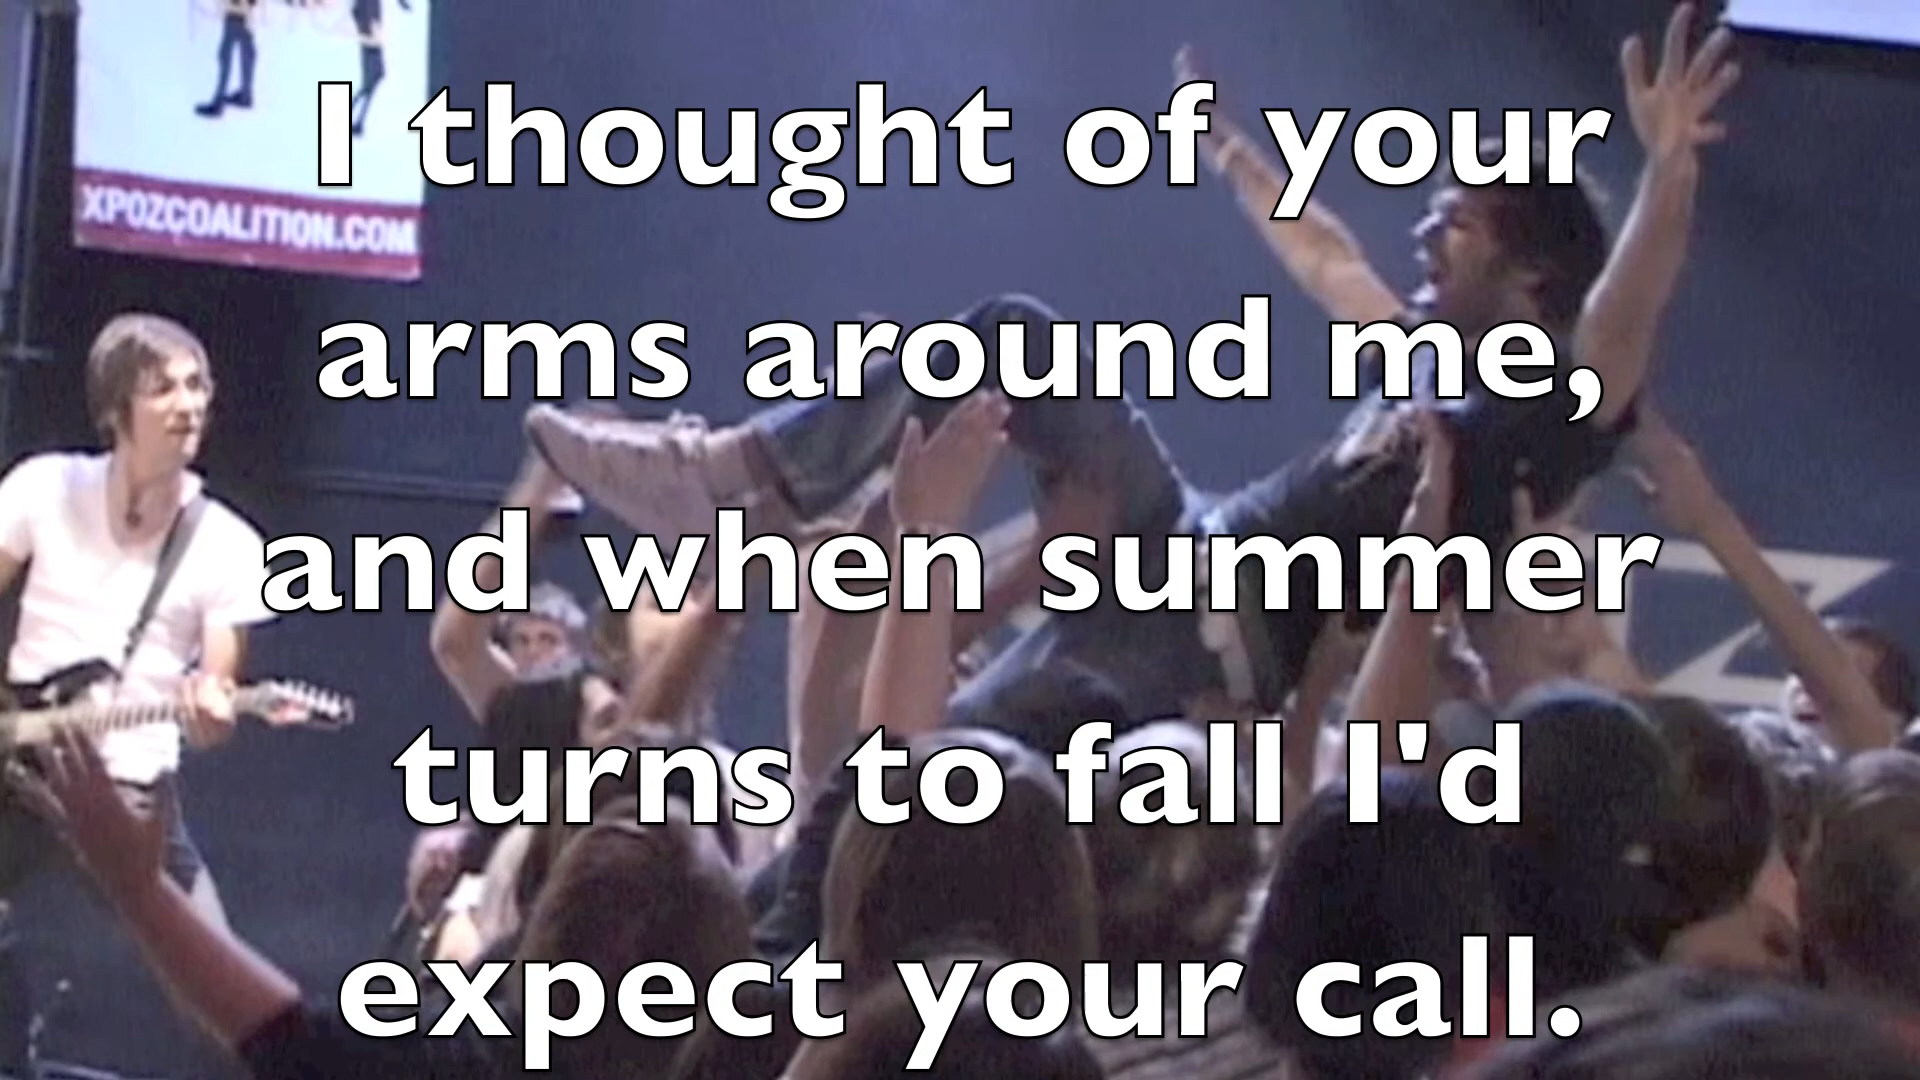 XPOZCOALITION.COM
I thought of your
arms around me,
and when summer
turns to fall I'd
expect your call.
Z